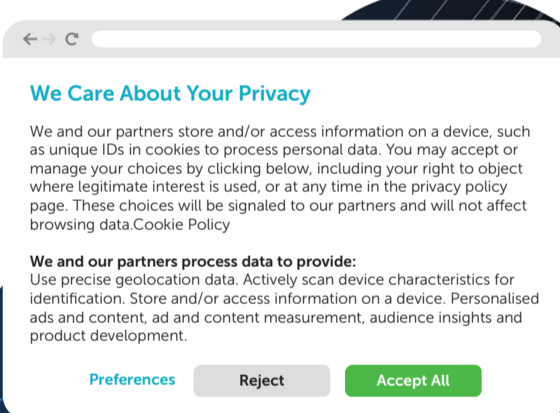 We Care About Your Privacy
We and our partners store and/or access information on a device, such
as unique IDs in cookies to process personal data. You may accept or
manage your choices by clicking below, including your right to object
where legitimate interest is used, or at any time in the privacy policy
page. These choices will be signaled to our partners and will not affect
browsing data.Cookie Policy
We and our partners process data to provide:
Use precise geolocation data. Actively scan device characteristics for
identification. Store and/or access information on a device. Personalised
ads and content, ad and content measurement, audience insights and
product development.
Preferences Reject Accept All